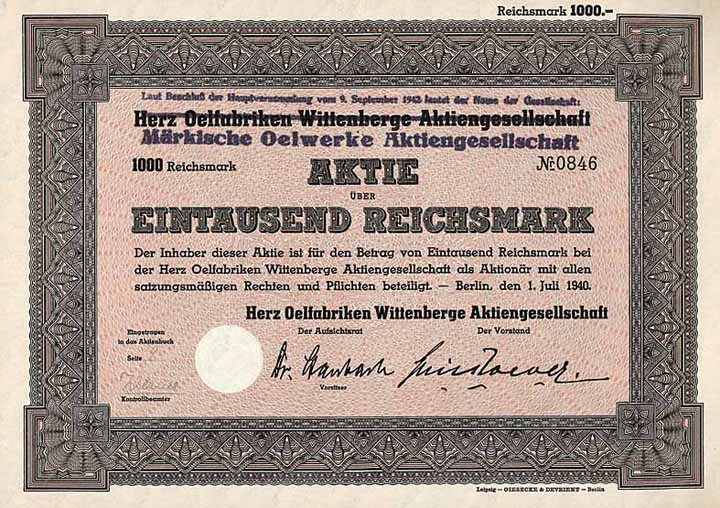 Reichsmark 1000.–
Laut Beschluß der Hauptversammlung vom 9. September 1943 lautet der Name der Gesellschaft:
Herz Oelfabriken Wittenberge Aktiengesellschaft
Märkische Oelwerke Aktiengesellschaft
1000 Reichsmark AKTIE № 0846
ÜBER
EINTAUSEND REICHSMARK
Der Inhaber dieser Aktie ist für den Betrag von Eintausend Reichsmark bei
der Herz Oelfabriken Wittenberge Aktiengesellschaft als Aktionär mit allen
satzungsmäßigen Rechten und Pflichten beteiligt. — Berlin, den 1. Juli 1940.
Herz Oelfabriken Wittenberge Aktiengesellschaft
Der Aufsichtsrat Der Vorstand
Eingetragen
in das Aktienbuch
Seite
Dr.
Vorsitzer
Kontrollbeamter
Leipzig — GIESECKE & DEVRIENT — Berlin